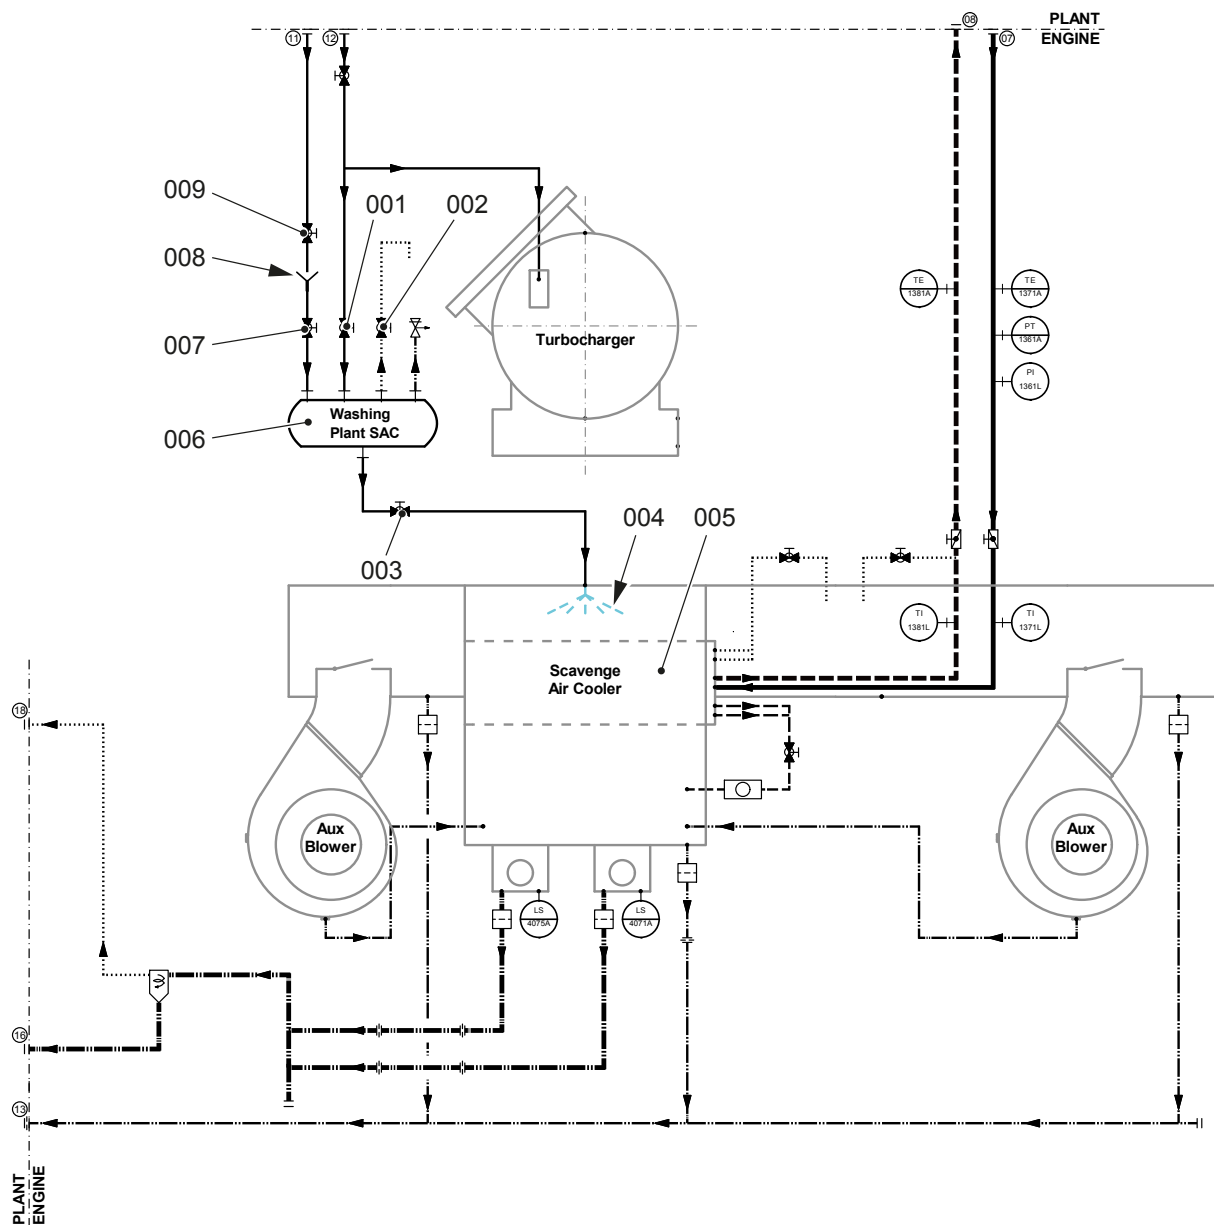 08
PLANT
11
12
07
ENGINE
009
001
002
008
TE
1381A
TE
1371A
007
Turbocharger
PT
1361A
PI
1361L
Washing
Plant SAC
006
004
005
003
TI
1381L
TI
1371L
Scavenge
Air Cooler
18
Aux
Blower
Aux
Blower
LS
4075A
LS
4071A
16
13
PLANT
ENGINE